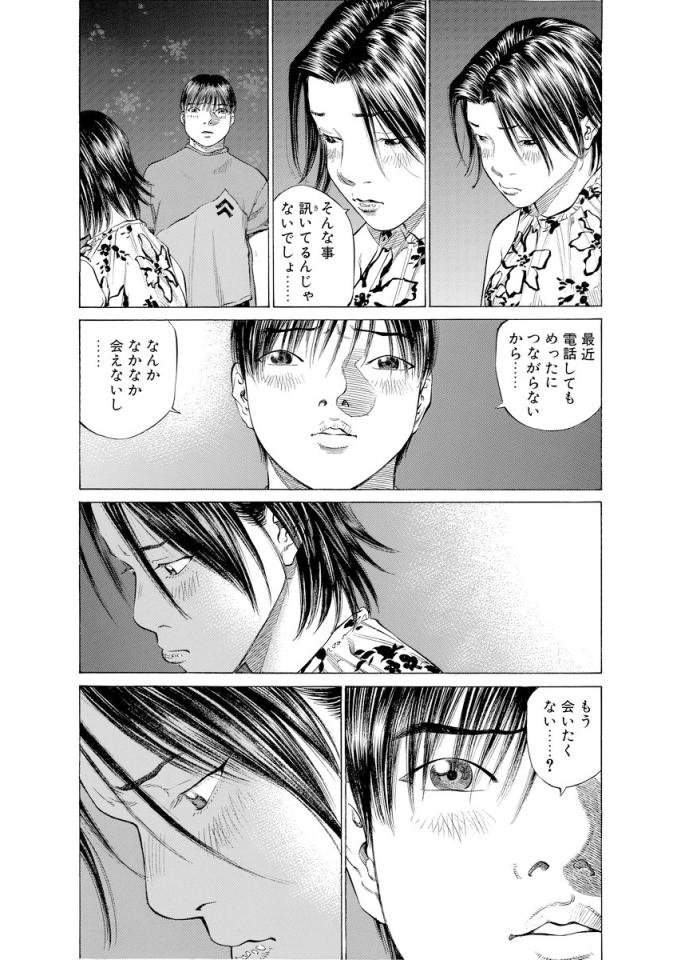 そんな事
訊いてるんじゃ
ないでしょ……
最近
電話しても
めったに
つながらない
から……
なんか
なかなか
会えないし
……
もう
会いたく
ない……？